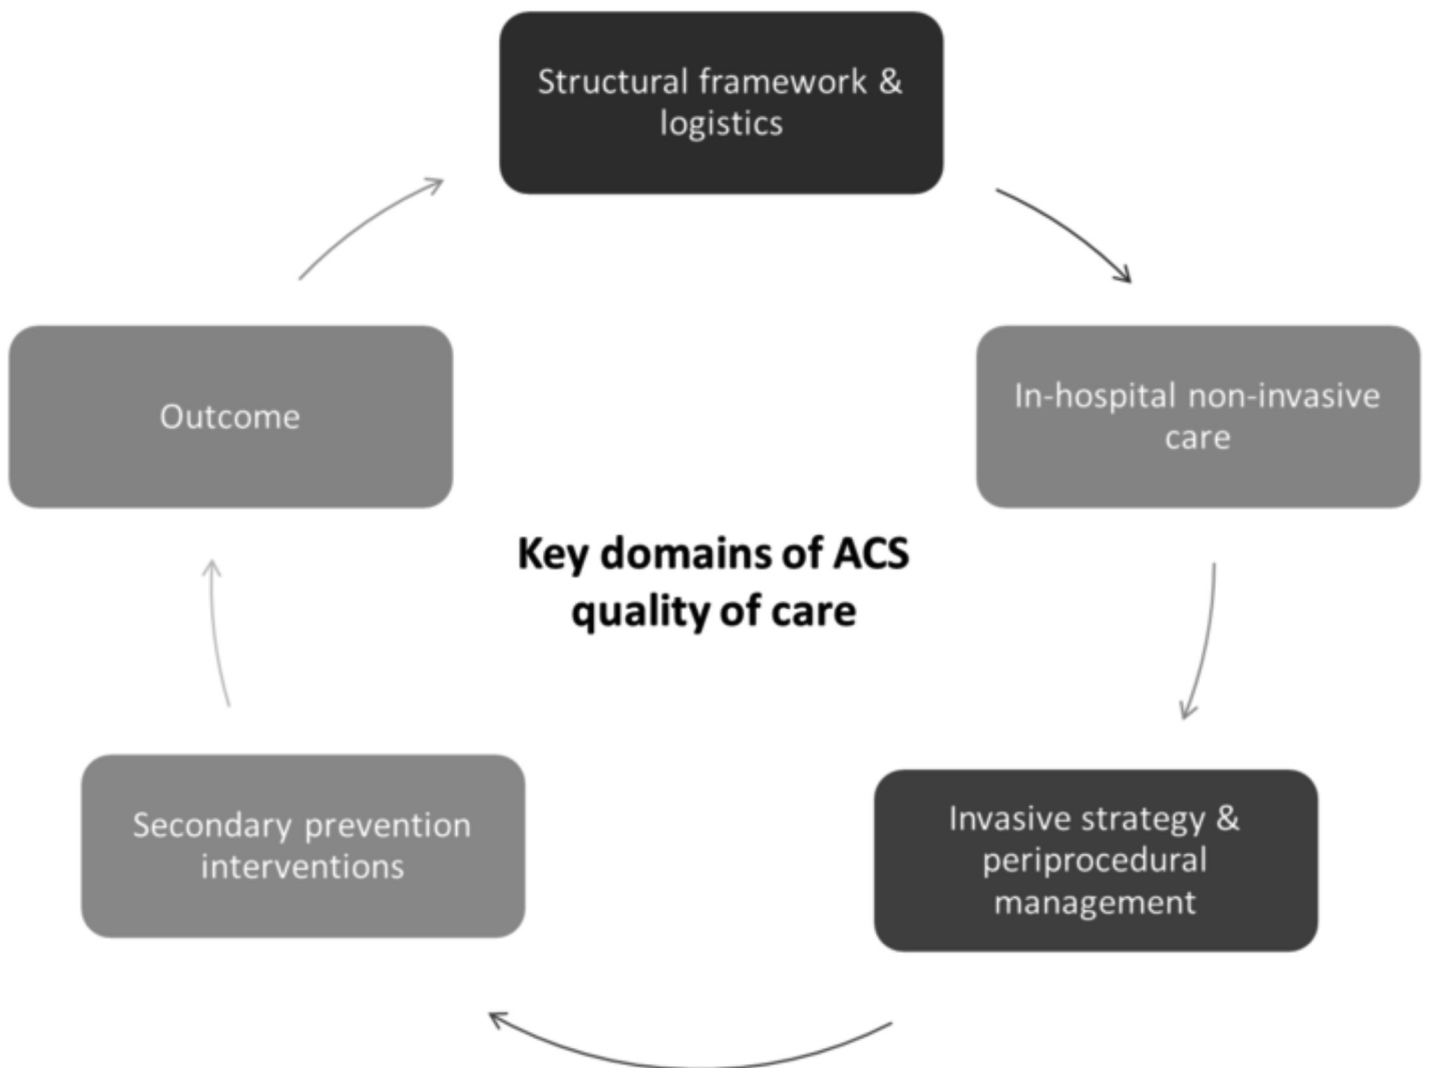 Structural framework &
logistics
In-hospital non-invasive
care
Invasive strategy &
periprocedural
management
Secondary prevention
interventions
Outcome
Key domains of ACS
quality of care